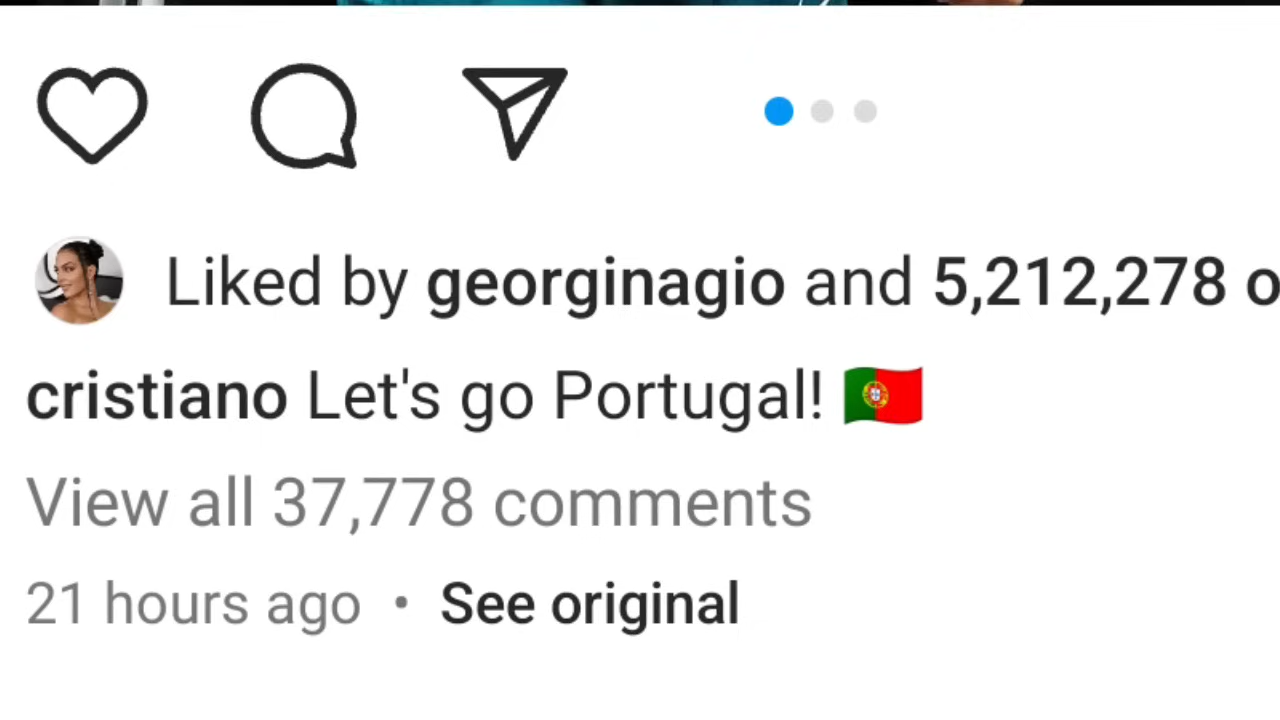 Liked by georginagio and 5,212,278 o
cristiano Let's go Portugal! 🇵🇹
View all 37,778 comments
21 hours ago • See original